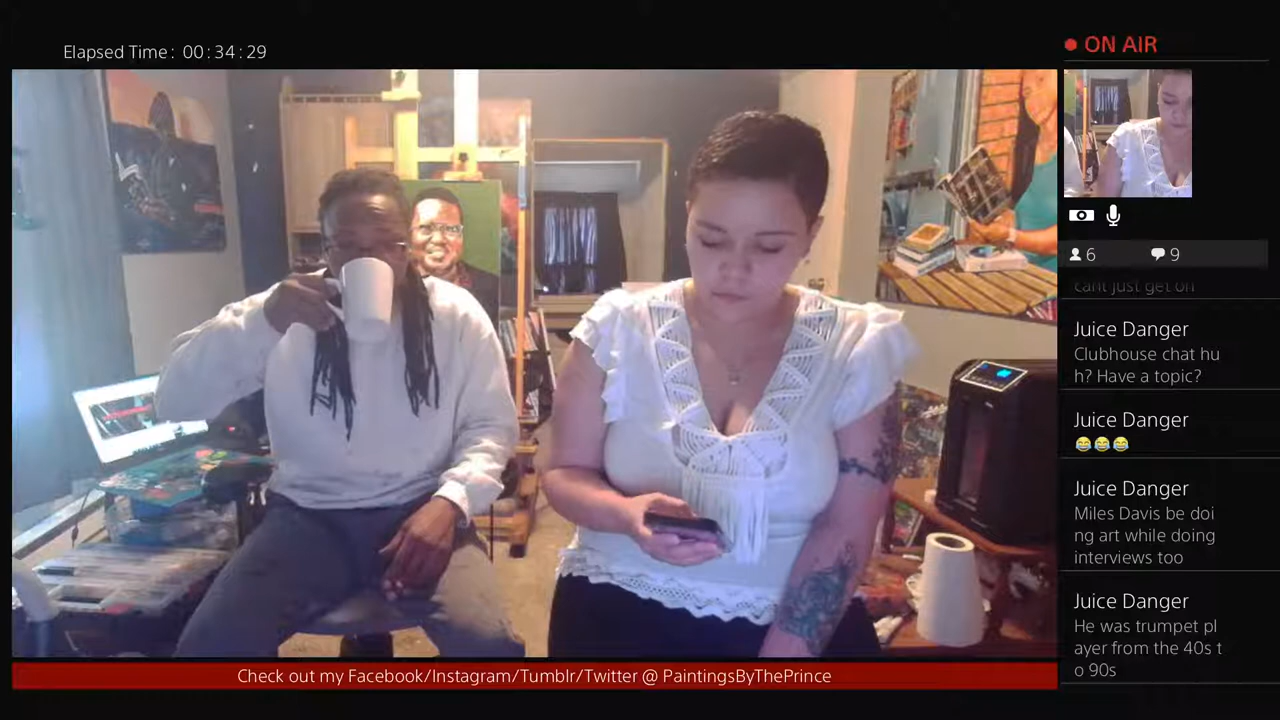 Elapsed Time: 00:34:29
ON AIR
6
9
cant just get on
Juice Danger
Clubhouse chat hu
h? Have a topic?
Juice Danger
😂😂😂
Juice Danger
Miles Davis be doi
ng art while doing
interviews too
Juice Danger
He was trumpet pl
ayer from the 40s t
o 90s
Check out my Facebook/Instagram/Tumblr/Twitter @ PaintingsByThePrince